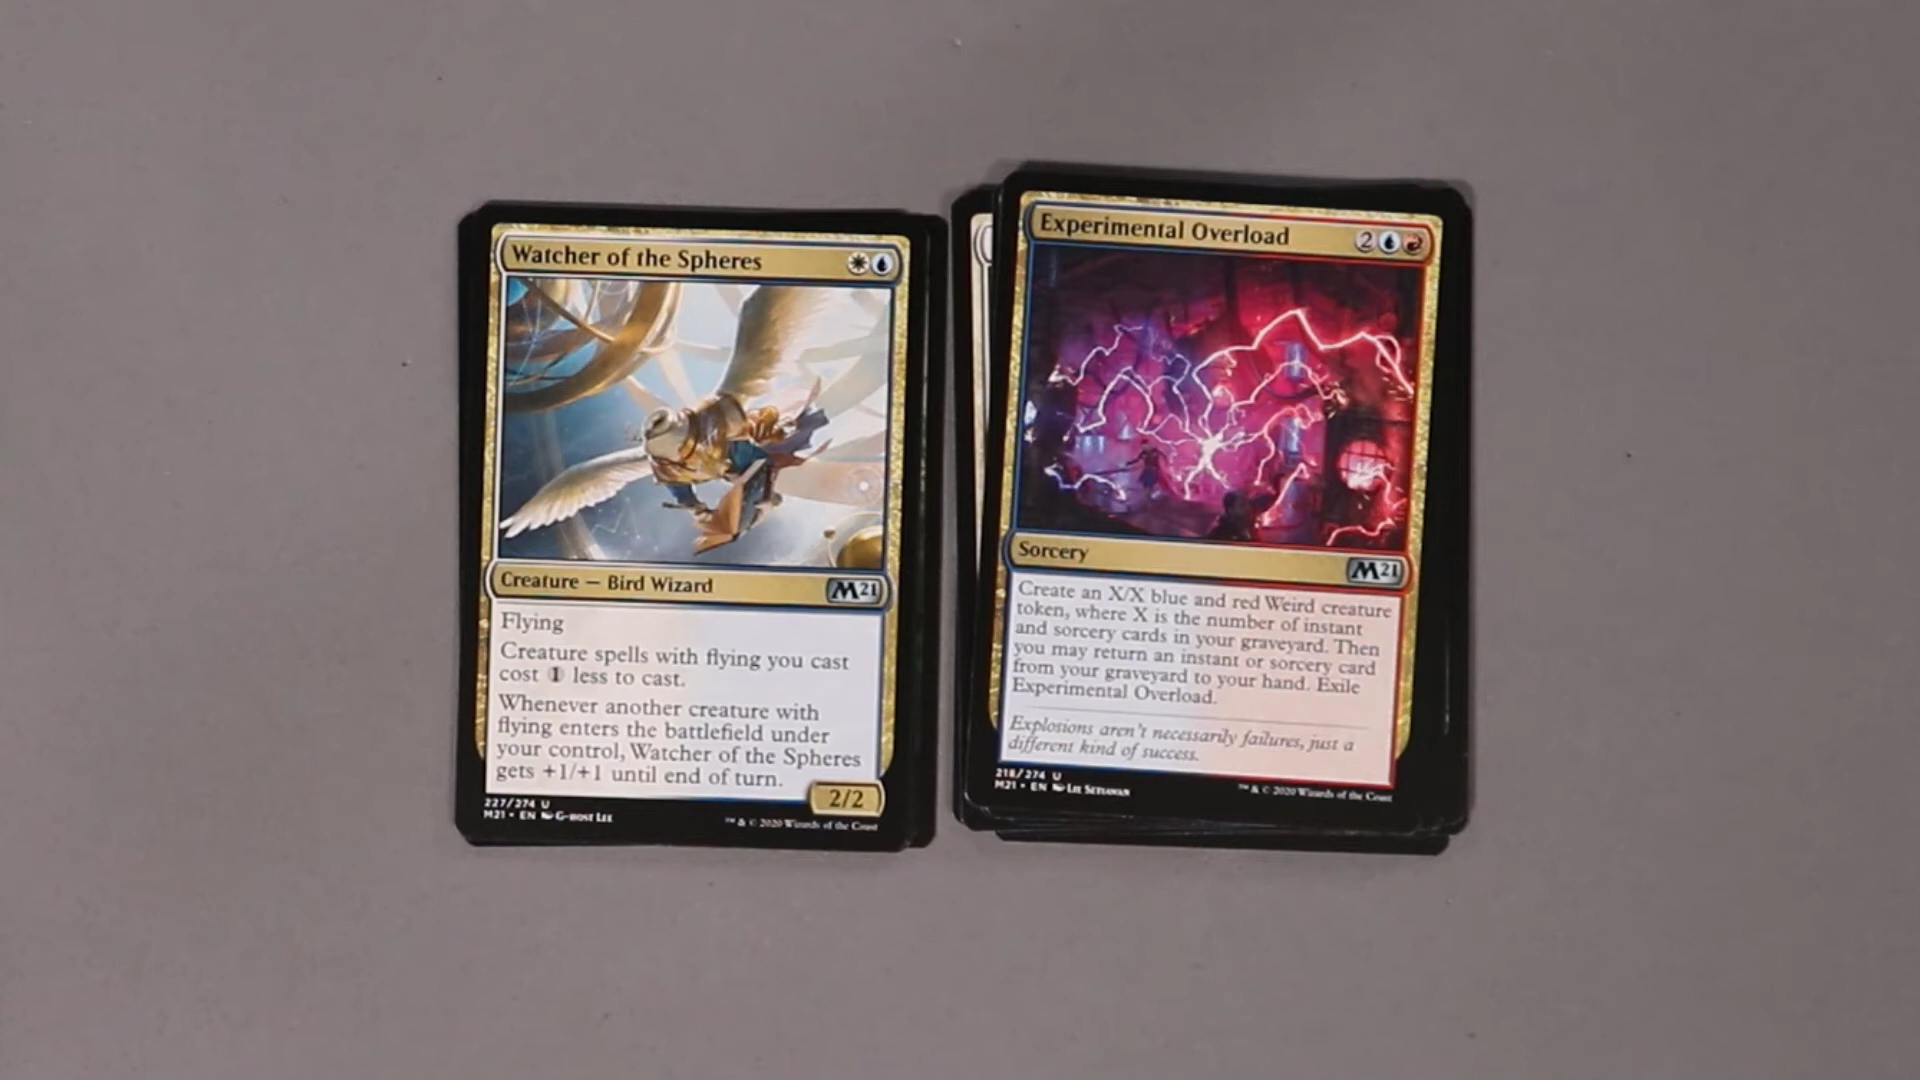 Watcher of the Spheres
Creature — Bird Wizard
M21
Flying
Creature spells with flying you cast
cost 1 less to cast.
Whenever another creature with
flying enters the battlefield under
your control, Watcher of the Spheres
gets +1/+1 until end of turn.
2/2
227/274 U
M21 • EN G-host Lee
™ & © 2020 Wizards of the Coast
Experimental Overload
2
Sorcery
M21
Create an X/X blue and red Weird creature
token, where X is the number of instant
and sorcery cards in your graveyard. Then
you may return an instant or sorcery card
from your graveyard to your hand. Exile
Experimental Overload.
Explosions aren't necessarily failures, just a
different kind of success.
218/274 U
M21 • EN Lie Setiawan
™ & © 2020 Wizards of the Coast